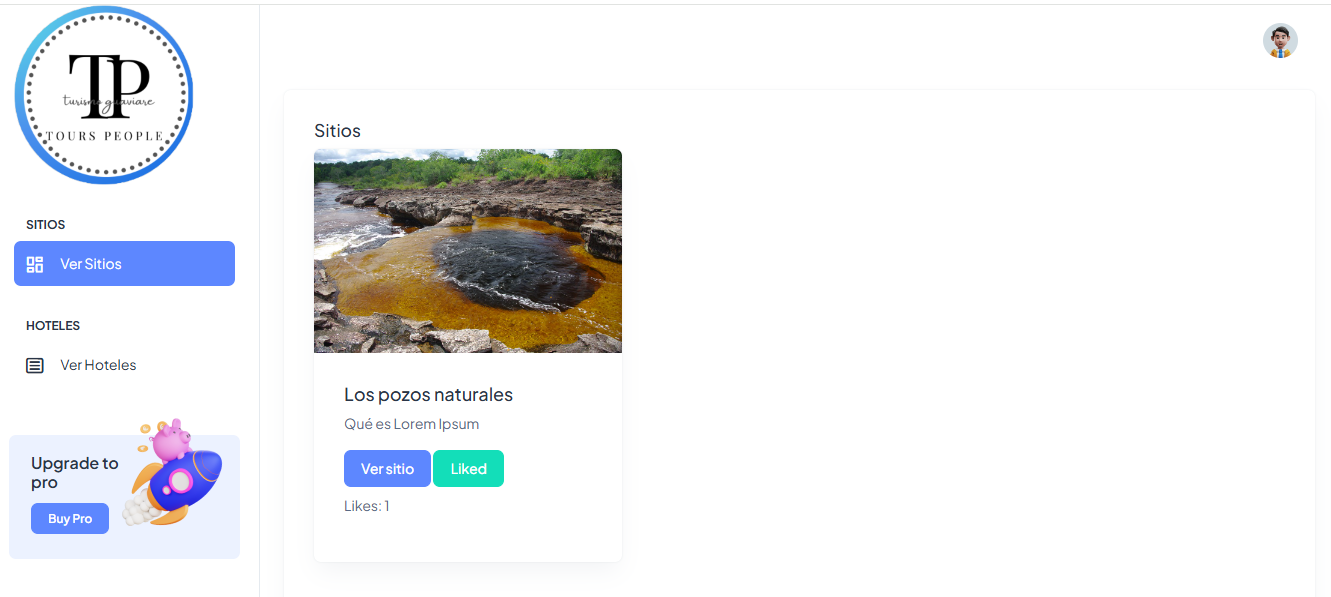 TP
turismo guaviare
TOURS PEOPLE
SITIOS
Ver Sitios
HOTELES
Ver Hoteles
Upgrade to
pro
Buy Pro
Sitios
Los pozos naturales
Qué es Lorem Ipsum
Ver sitio
Liked
Likes: 1